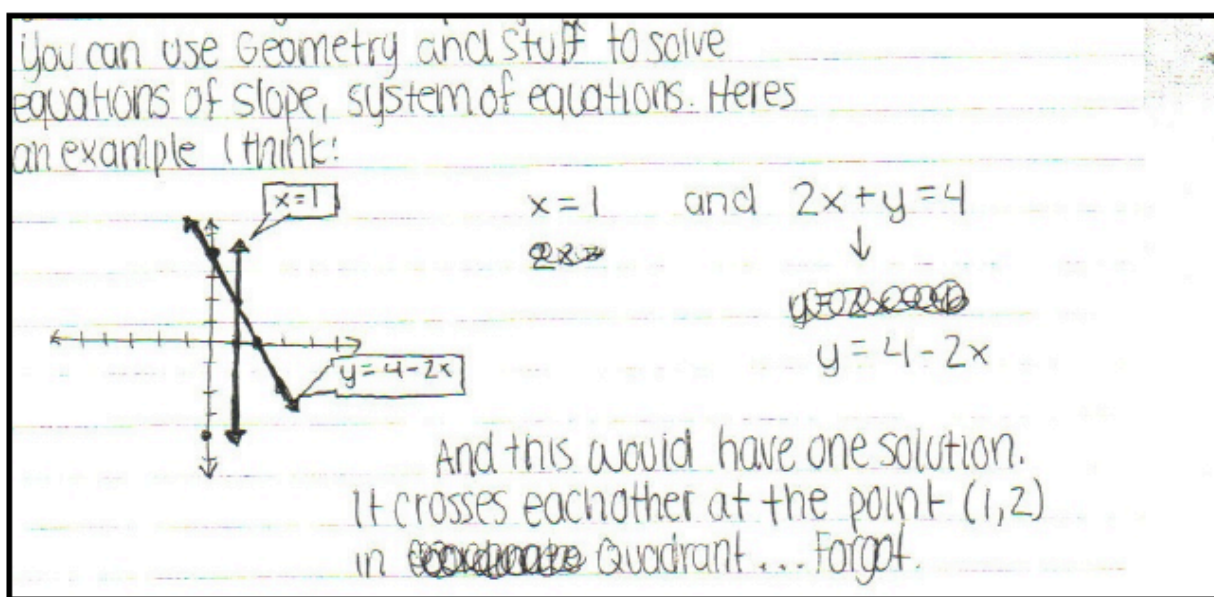 You can use Geometry and stuff to solve
equations of slope, system of equations. Heres
an example I think:
x=1
x=1 and 2x+y=4
y=4-2x
y=4-2x
And this would have one solution.
It crosses eachother at the point (1,2)
in Quadrant.... Forgot